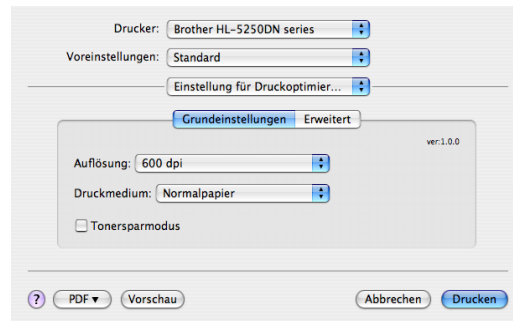 Drucker: Brother HL-5250DN series
Voreinstellungen: Standard
Einstellung für Druckoptimier...
Grundeinstellungen Erweitert
ver:1.0.0
Auflösung: 600 dpi
Druckmedium: Normalpapier
Tonersparmodus
? PDF ▼ Vorschau Abbrechen Drucken